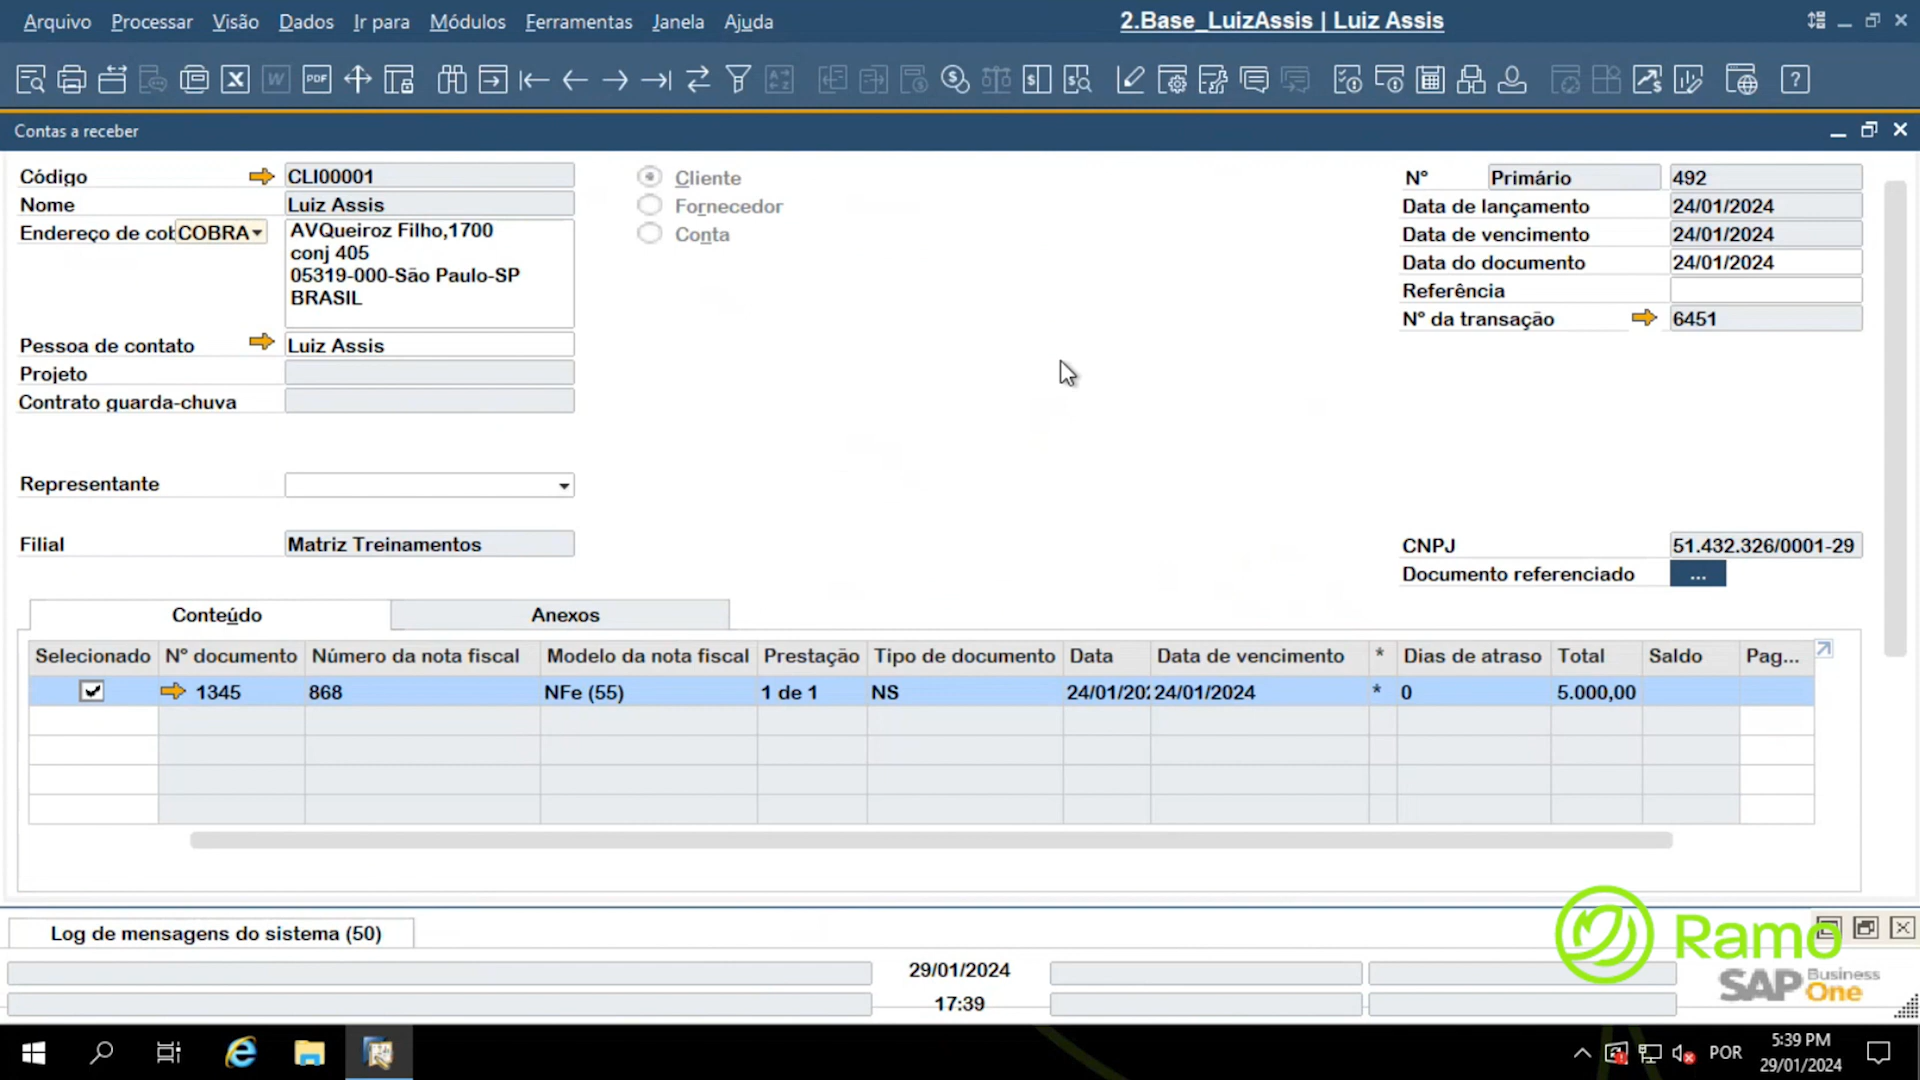 Arquivo Processar Visão Dados Ir para Módulos Ferramentas Janela Ajuda
2.Base_LuizAssis | Luiz Assis
Contas a receber
Código CLI00001
Nome Luiz Assis
Endereço de cot COBRA
AVQueiroz Filho,1700
conj 405
05319-000-São Paulo-SP
BRASIL
Pessoa de contato Luiz Assis
Projeto
Contrato guarda-chuva
Representante
Filial Matriz Treinamentos
Cliente
Fornecedor
Conta
N° Primário 492
Data de lançamento 24/01/2024
Data de vencimento 24/01/2024
Data do documento 24/01/2024
Referência
N° da transação 6451
CNPJ 51.432.326/0001-29
Documento referenciado ...
Conteúdo Anexos
Selecionado N° documento Número da nota fiscal Modelo da nota fiscal Prestação Tipo de documento Data Data de vencimento * Dias de atraso Total Saldo Pag...
1345 868 NFe (55) 1 de 1 NS 24/01/202 24/01/2024 * 0 5.000,00
Log de mensagens do sistema (50)
29/01/2024
17:39
Ramo
SAP Business One
POR
5:39 PM
29/01/2024